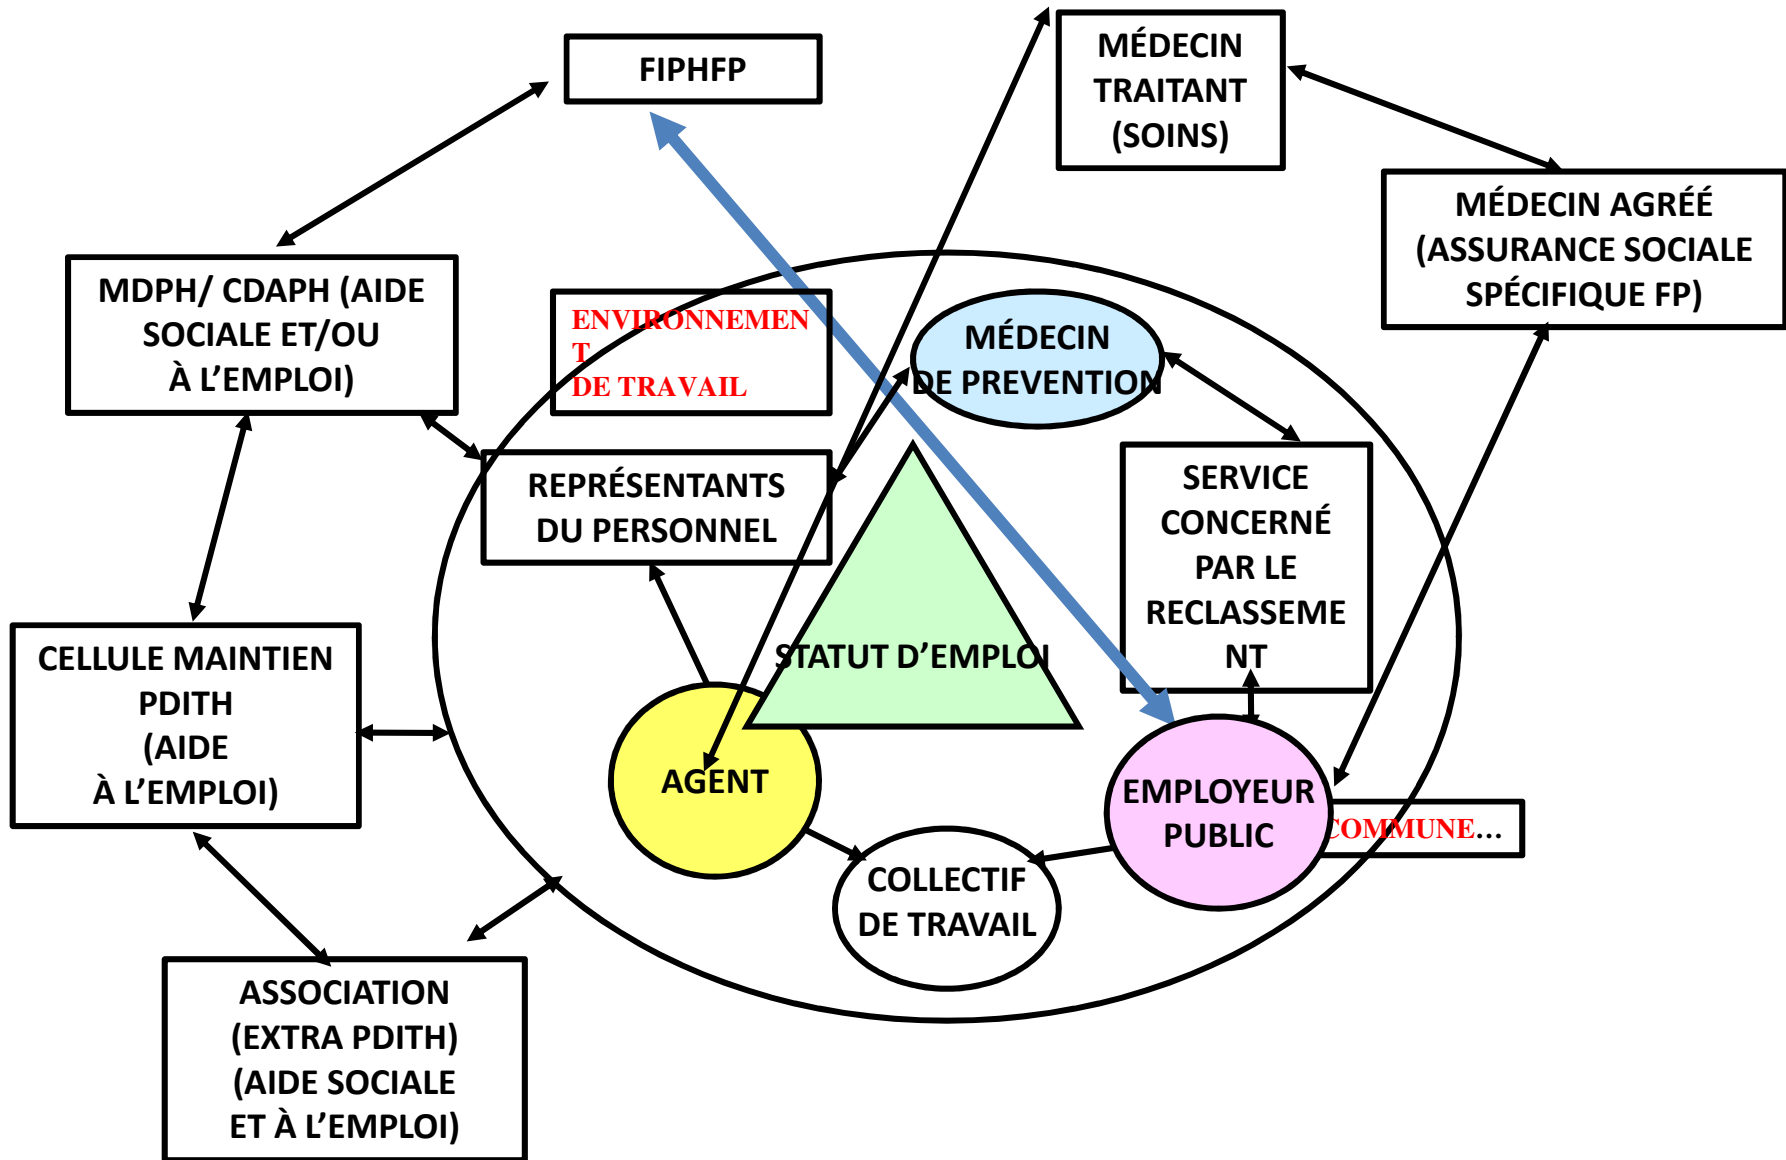 FIPHFP
MÉDECIN
TRAITANT
(SOINS)
MÉDECIN AGRÉÉ
(ASSURANCE SOCIALE
SPÉCIFIQUE FP)
MDPH/ CDAPH (AIDE
SOCIALE ET/OU
À L’EMPLOI)
ENVIRONNEMEN
T
DE TRAVAIL
MÉDECIN
DE PREVENTION
REPRÉSENTANTS
DU PERSONNEL
SERVICE
CONCERNÉ
PAR LE
RECLASSEME
NT
STATUT D’EMPLOI
CELLULE MAINTIEN
PDITH
(AIDE
À L’EMPLOI)
AGENT
EMPLOYEUR
PUBLIC
COMMUNE…
COLLECTIF
DE TRAVAIL
ASSOCIATION
(EXTRA PDITH)
(AIDE SOCIALE
ET À L’EMPLOI)